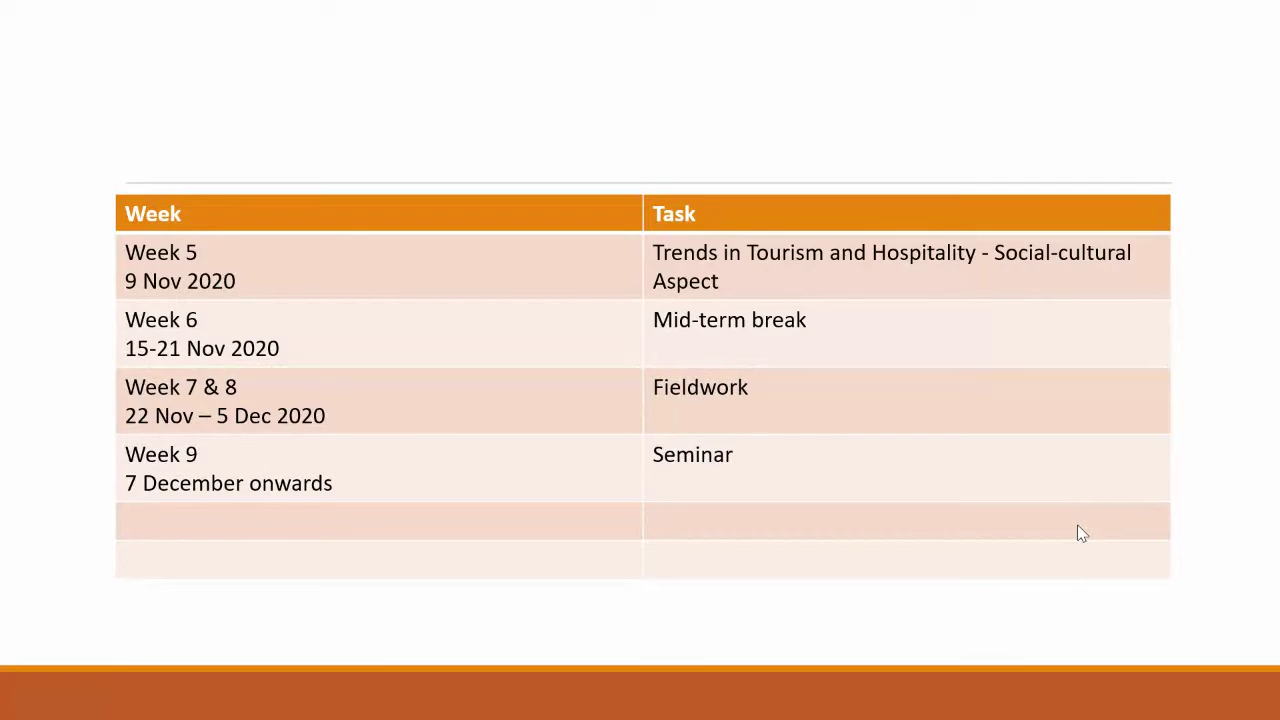 Week
Task
Week 5
9 Nov 2020
Trends in Tourism and Hospitality - Social-cultural
Aspect
Week 6
15-21 Nov 2020
Mid-term break
Week 7 & 8
22 Nov – 5 Dec 2020
Fieldwork
Week 9
7 December onwards
Seminar